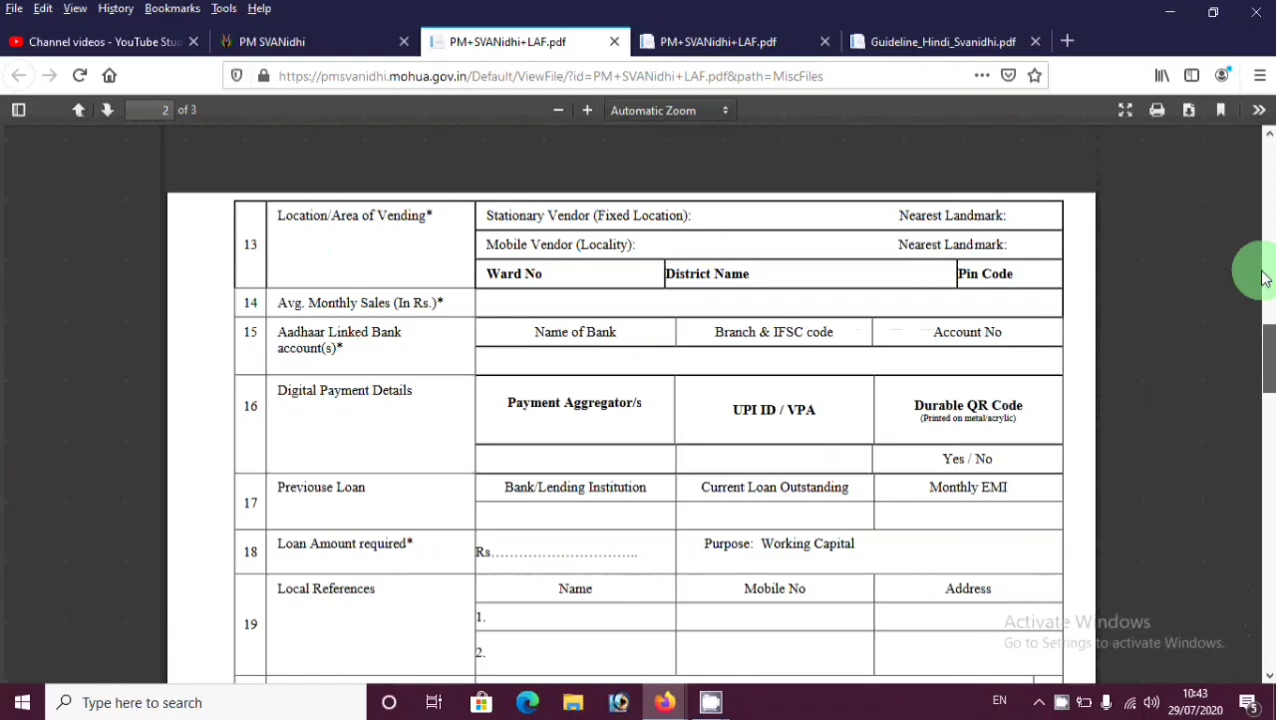 File Edit View History Bookmarks Tools Help
Channel videos - YouTube Stu
PM SVANidhi
PM+SVANidhi+LAF.pdf
PM+SVANidhi+LAF.pdf
Guideline_Hindi_Svanidhi.pdf
https://pmsvanidhi.mohua.gov.in/Default/ViewFile/?id=PM+SVANidhi+LAF.pdf&path=MiscFiles
2 of 3 Automatic Zoom
13 Location/Area of Vending* Stationary Vendor (Fixed Location): Nearest Landmark:
Mobile Vendor (Locality): Nearest Landmark:
Ward No District Name Pin Code
14 Avg. Monthly Sales (In Rs.)*
15 Aadhaar Linked Bank account(s)* Name of Bank Branch & IFSC code Account No
16 Digital Payment Details Payment Aggregator/s UPI ID / VPA Durable QR Code
(Printed on metal/acrylic)
Yes / No
17 Previouse Loan Bank/Lending Institution Current Loan Outstanding Monthly EMI
18 Loan Amount required* Rs................................. Purpose: Working Capital
19 Local References Name Mobile No Address
1.
2.
Activate Windows
Go to Settings to activate Windows.
Type here to search
EN
10:43
29/07/2020
5